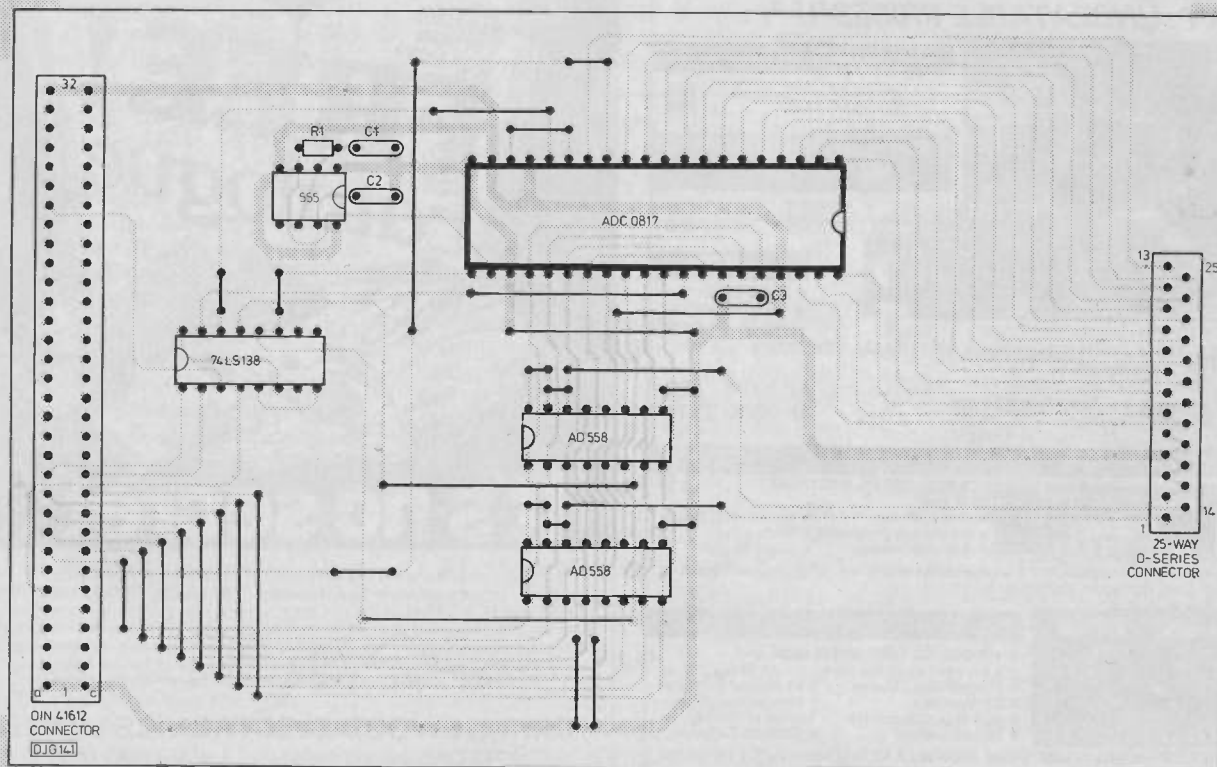 32
R1
C1
C2
555
ADC 0817
13
25
C3
74LS138
AD558
AD558
1
14
25-WAY
D-SERIES
CONNECTOR
a 1 c
DIN 41612
CONNECTOR
DJG141